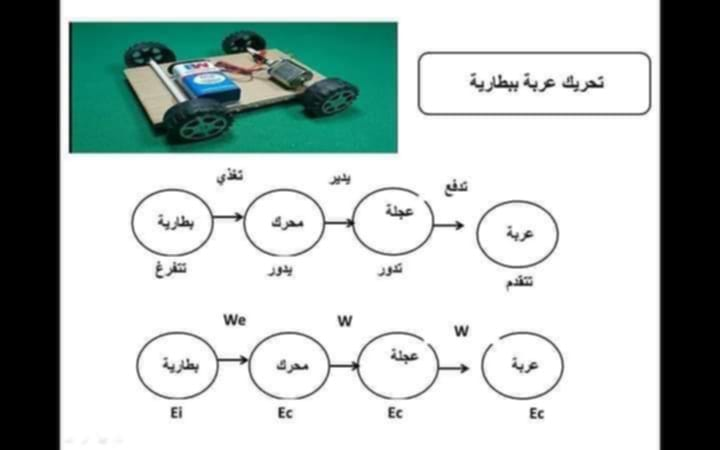 تحريك عربة ببطارية
تغذي
يدير
تدفع
بطارية
محرك
عجلة
عربة
تتفرغ
يدور
تدور
تتقدم
We
W
W
بطارية
محرك
عجلة
عربة
Ei
Ec
Ec
Ec